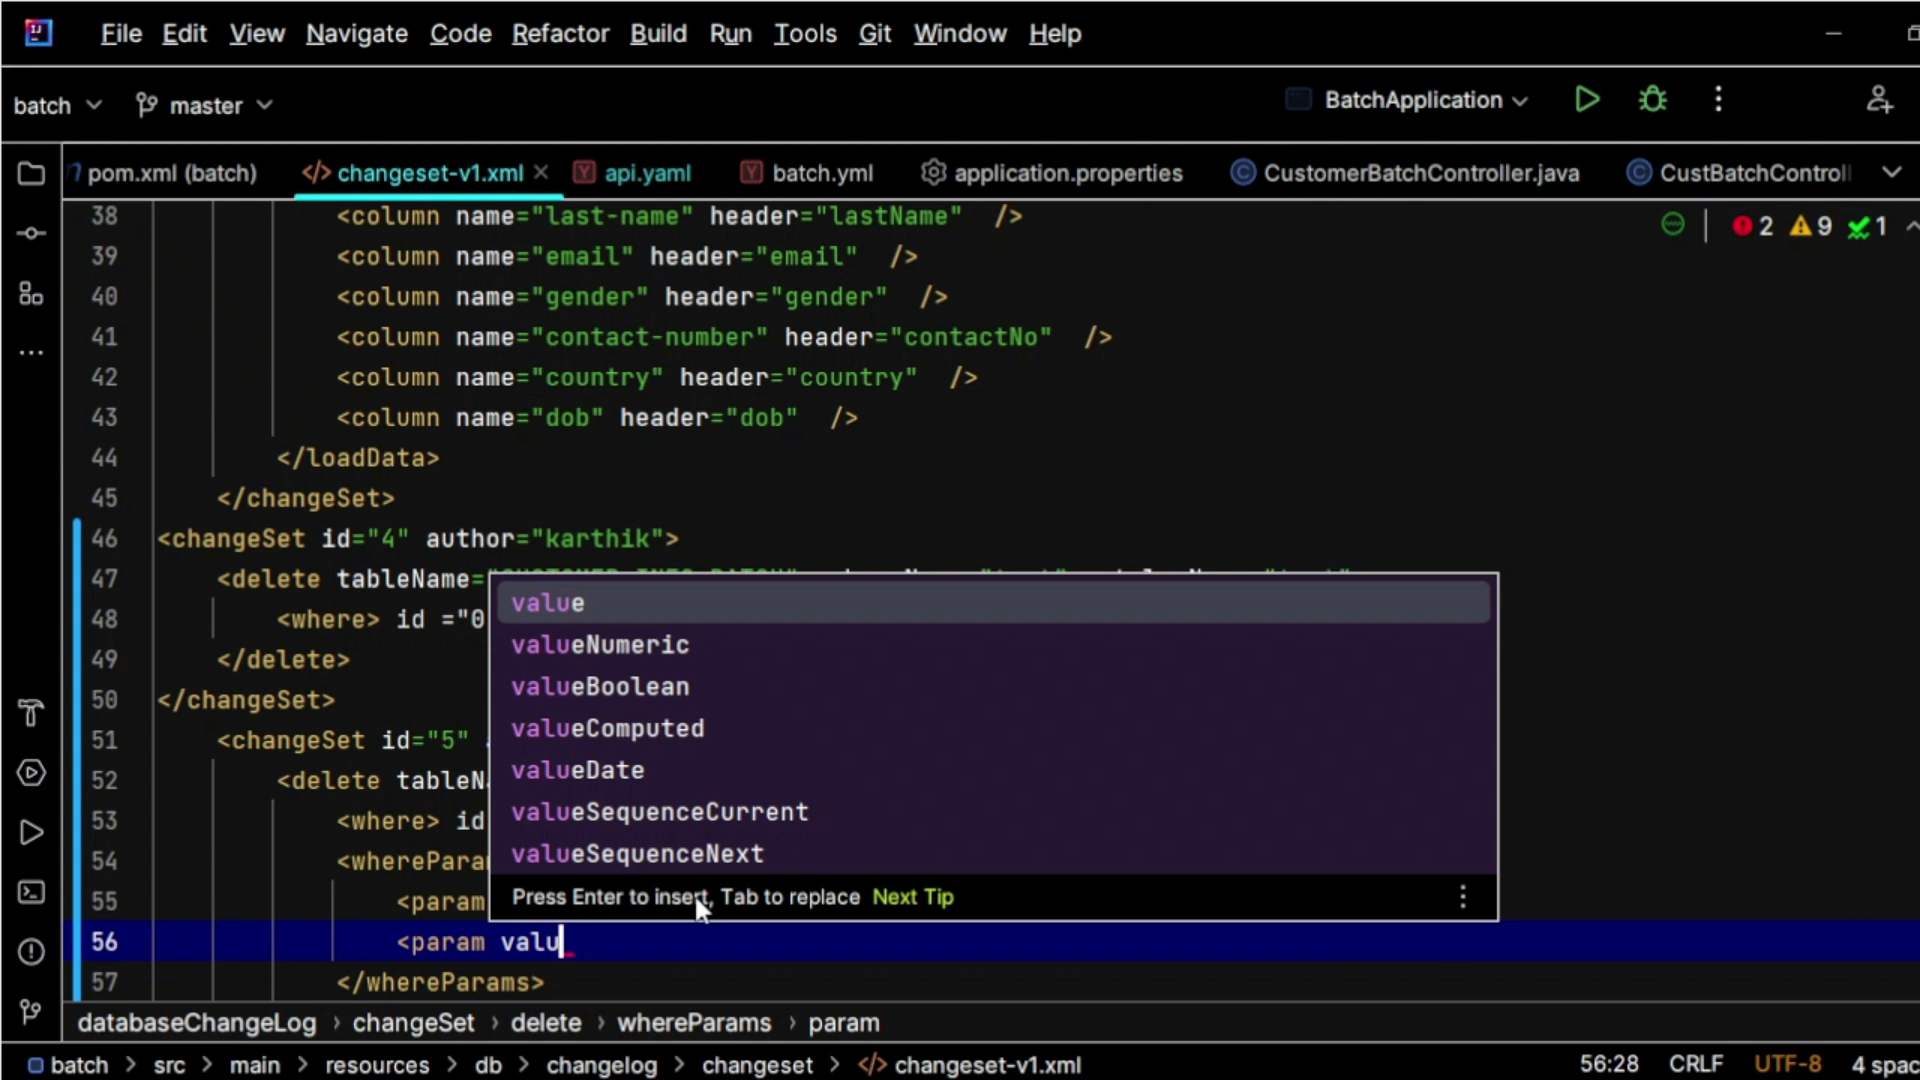 File Edit View Navigate Code Refactor Build Run Tools Git Window Help
batch master BatchApplication
pom.xml (batch) changeset-v1.xml api.yaml batch.yml application.properties CustomerBatchController.java CustBatchControll
38 <column name="last-name" header="lastName" />
2 9 1
39 <column name="email" header="email" />
40 <column name="gender" header="gender" />
41 <column name="contact-number" header="contactNo" />
42 <column name="country" header="country" />
43 <column name="dob" header="dob" />
44 </loadData>
45 </changeSet>
46 <changeSet id="4" author="karthik">
47 <delete tableName=
48 <where> id ="0
49 </delete>
50 </changeSet>
51 <changeSet id="5"
52 <delete tableNa
53 <where> id
54 <wherePara
55 <param
56 <param valu
57 </whereParams>
value
valueNumeric
valueBoolean
valueComputed
valueDate
valueSequenceCurrent
valueSequenceNext
Press Enter to insert, Tab to replace Next Tip
databaseChangeLog › changeSet › delete › whereParams › param
batch > src > main > resources > db > changelog > changeset > changeset-v1.xml 56:28 CRLF UTF-8 4 spac